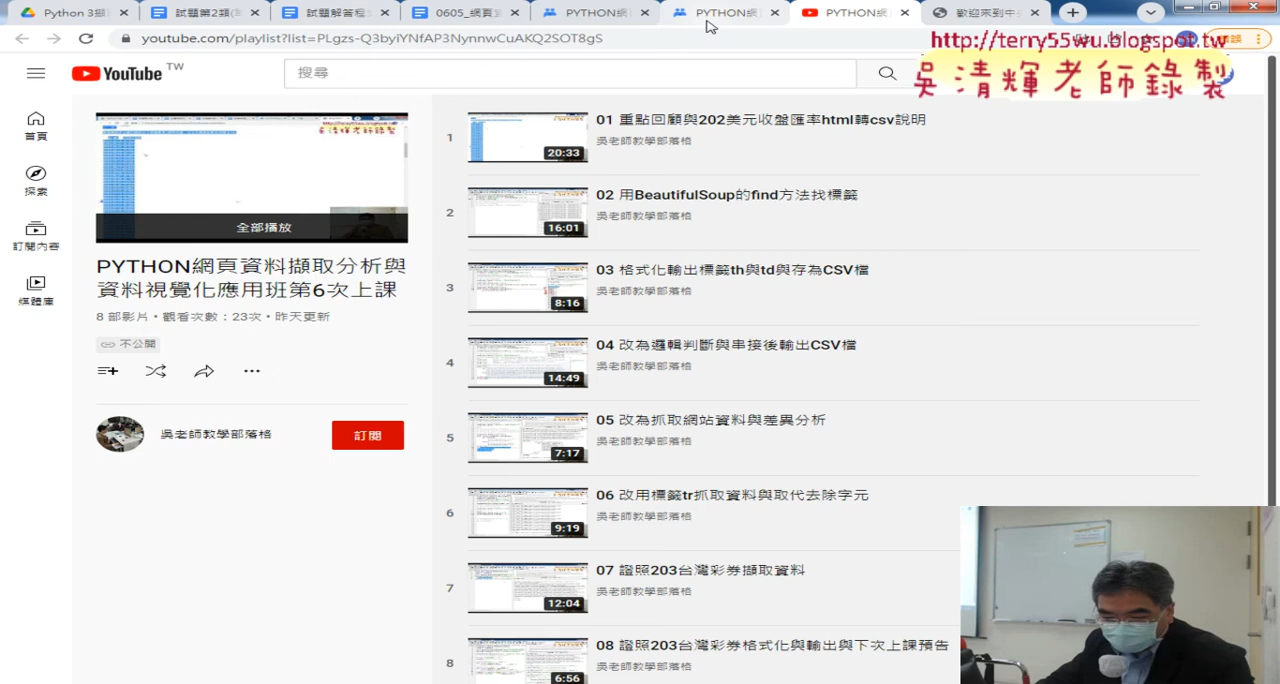 Python 3擷
試題第2類(
試題解答程
0605_網頁
PYTHON網
PYTHON網
PYTHON網
歡迎來到中
youtube.com/playlist?list=PLgzs-Q3byiYNfAP3NynnwCuAKQ2SOT8gS
http://terry55wu.blogspot.tw
吳清輝老師錄製
YouTube TW
搜尋
首頁
探索
訂閱內容
媒體庫
全部播放
PYTHON網頁資料擷取分析與
資料視覺化應用班第6次上課
8 部影片・觀看次數：23次・昨天更新
不公開
吳老師教學部落格
訂閱
1
20:33
01 重點回顧與202美元收盤匯率html轉csv說明
吳老師教學部落格
2
16:01
02 用BeautifulSoup的find方法找標籤
吳老師教學部落格
3
8:16
03 格式化輸出標籤th與td與存為CSV檔
吳老師教學部落格
4
14:49
04 改為邏輯判斷與串接後輸出CSV檔
吳老師教學部落格
5
7:17
05 改為抓取網站資料與差異分析
吳老師教學部落格
6
9:19
06 改用標籤tr抓取資料與取代去除字元
吳老師教學部落格
7
12:04
07 證照203台灣彩券擷取資料
吳老師教學部落格
8
6:56
08 證照203台灣彩券格式化與輸出與下次上課預告
吳老師教學部落格